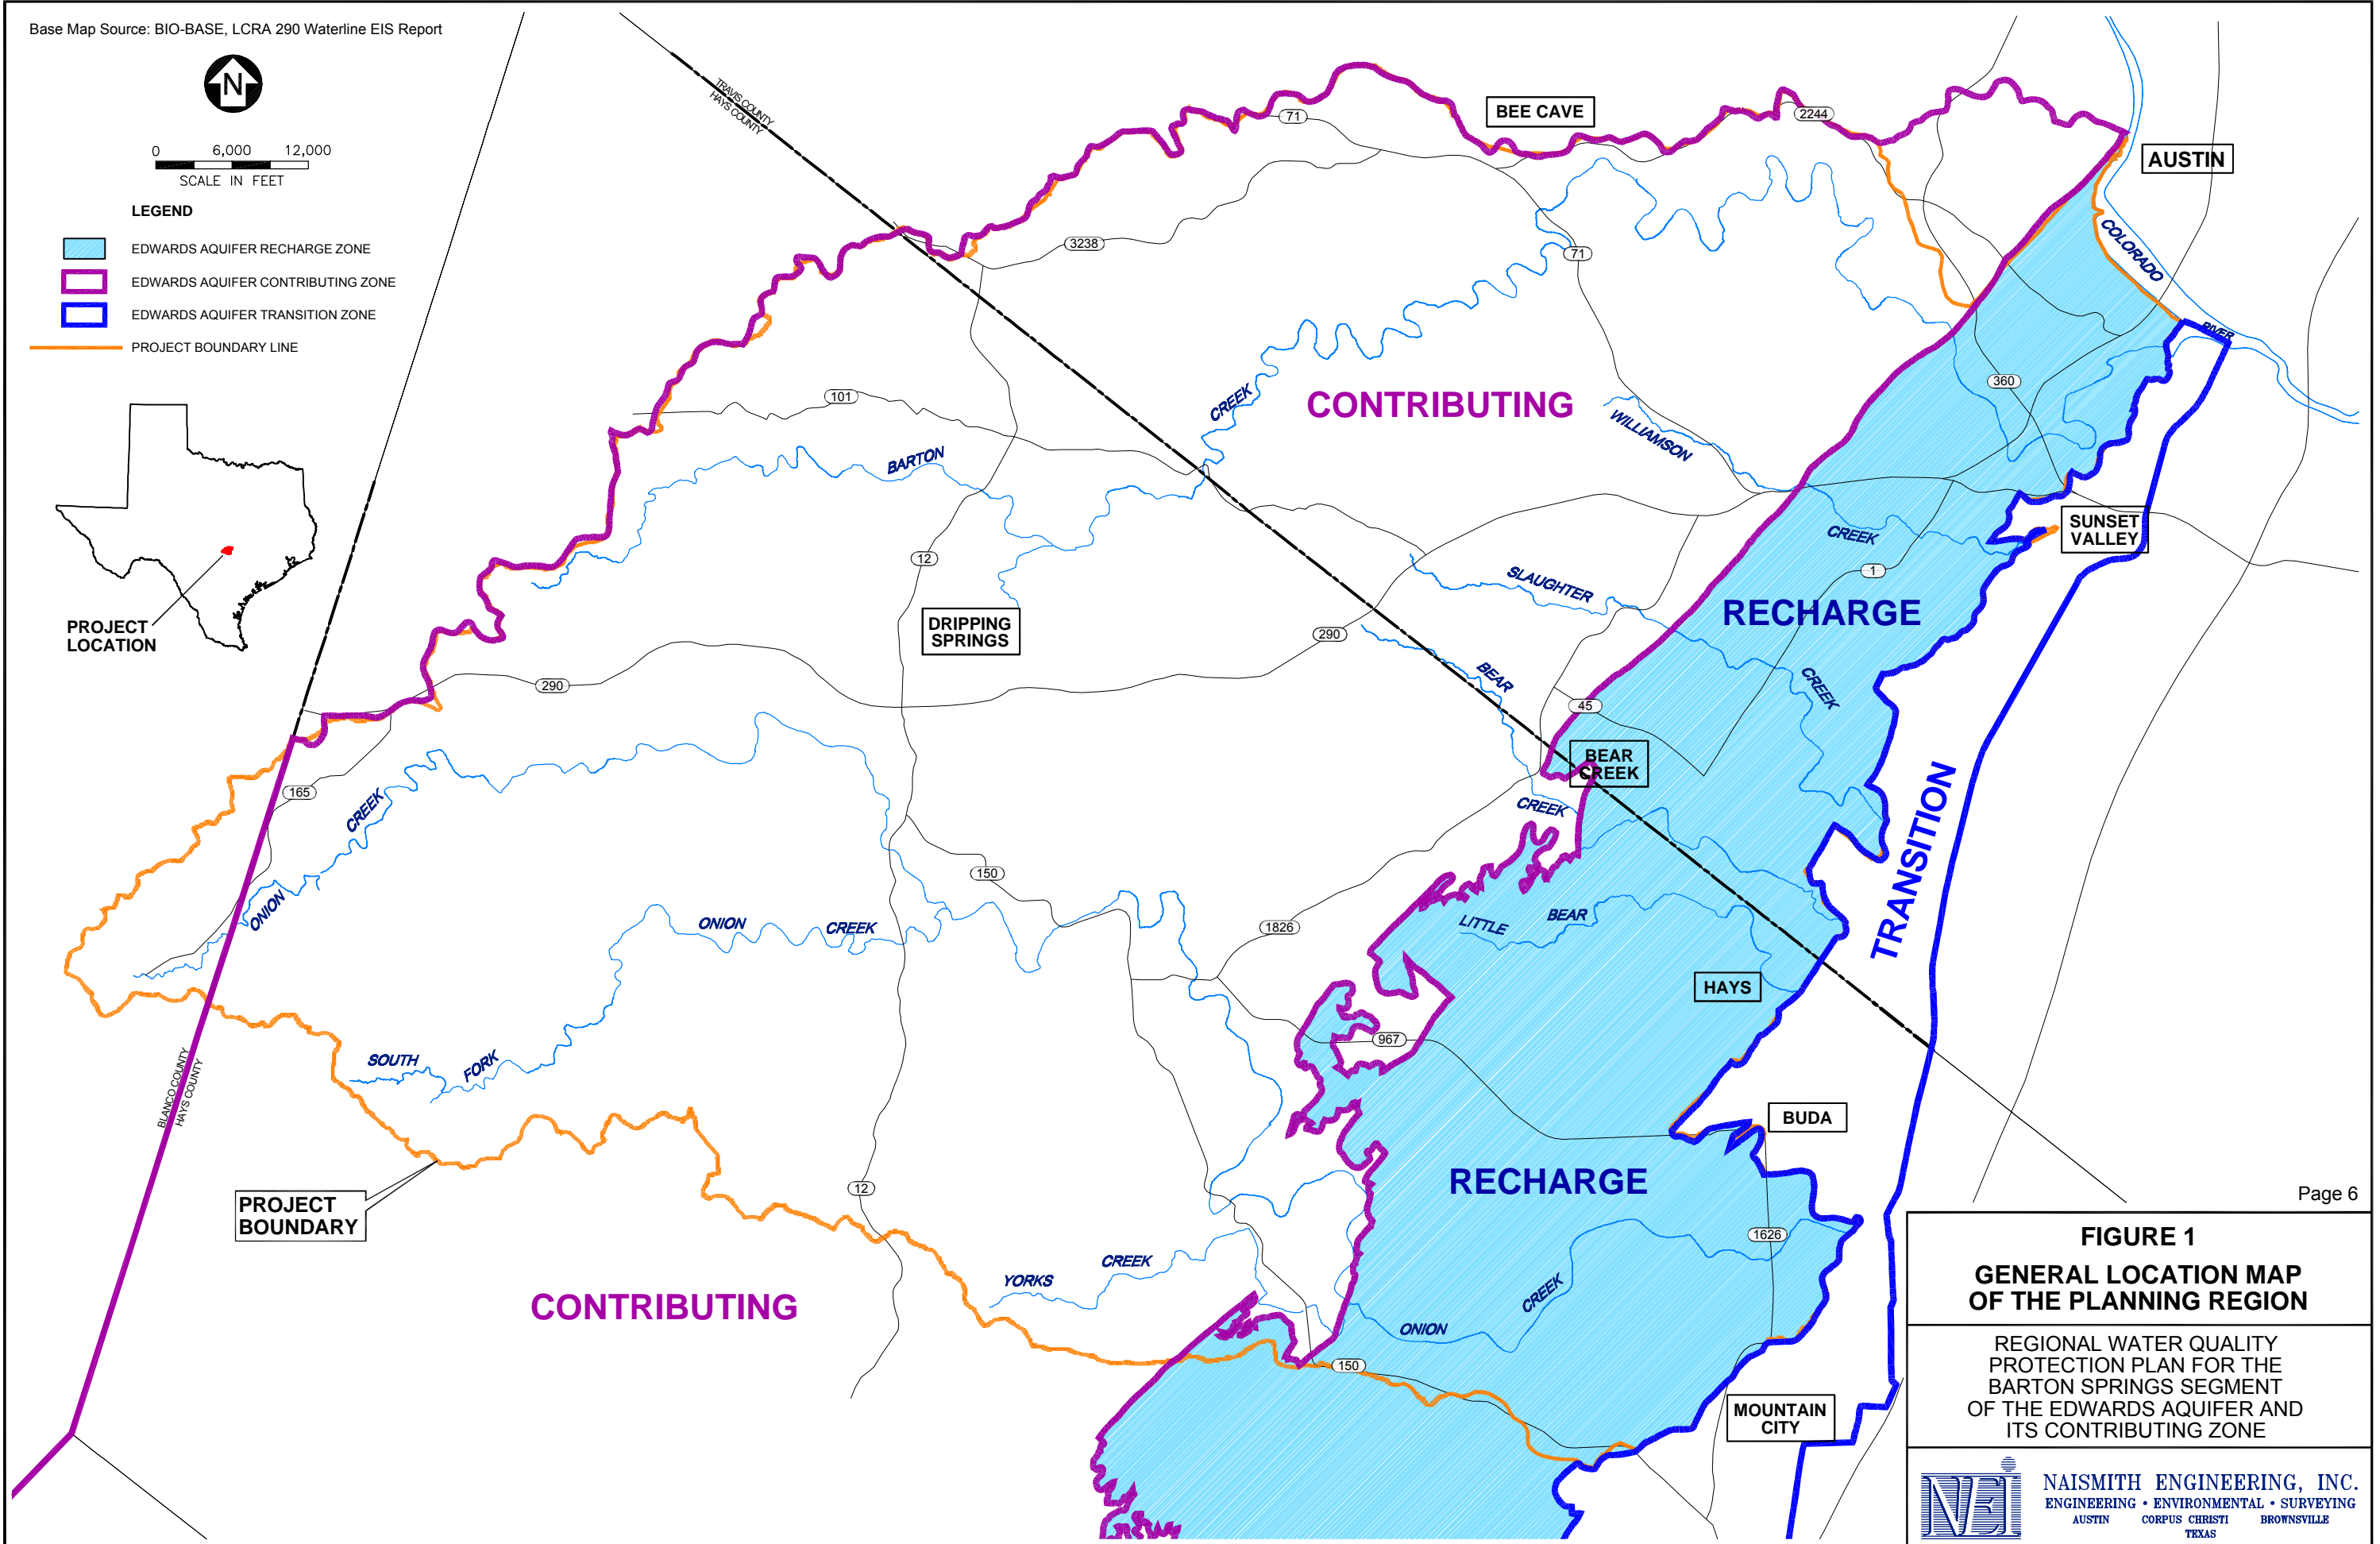 Base Map Source: BIO-BASE, LCRA 290 Waterline EIS Report
N
0 6,000 12,000
SCALE IN FEET
LEGEND
EDWARDS AQUIFER RECHARGE ZONE
EDWARDS AQUIFER CONTRIBUTING ZONE
EDWARDS AQUIFER TRANSITION ZONE
PROJECT BOUNDARY LINE
PROJECT
LOCATION
TRAVIS COUNTY
HAYS COUNTY
71
BEE CAVE
2244
AUSTIN
3238
71
COLORADO
RIVER
360
101
CREEK
CONTRIBUTING
WILLIAMSON
BARTON
CREEK
SUNSET
VALLEY
12
1
SLAUGHTER
RECHARGE
DRIPPING
SPRINGS
290
BEAR
CREEK
290
45
BEAR
CREEK
165
CREEK
CREEK
TRANSITION
150
ONION
ONION
CREEK
1826
LITTLE
BEAR
HAYS
967
SOUTH
FORK
BLANCO COUNTY
HAYS COUNTY
BUDA
PROJECT
BOUNDARY
12
RECHARGE
1626
YORKS
CREEK
CREEK
CONTRIBUTING
ONION
150
MOUNTAIN
CITY
Page 6
FIGURE 1
GENERAL LOCATION MAP
OF THE PLANNING REGION
REGIONAL WATER QUALITY
PROTECTION PLAN FOR THE
BARTON SPRINGS SEGMENT
OF THE EDWARDS AQUIFER AND
ITS CONTRIBUTING ZONE
NEi
NAISMITH ENGINEERING, INC.
ENGINEERING • ENVIRONMENTAL • SURVEYING
AUSTIN CORPUS CHRISTI BROWNSVILLE
TEXAS